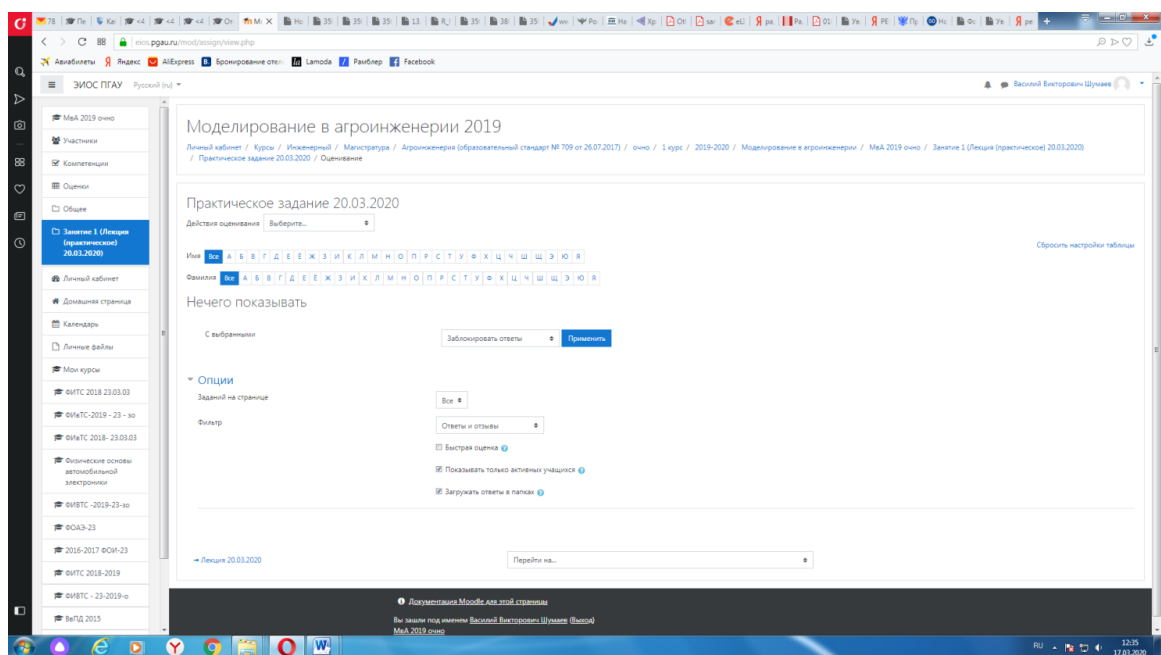 eios.pgau.ru/mod/assign/view.php
Авиабилеты Яндекс AliExpress Lamoda Рамблер Facebook
ЭИОС ПГАУ Русский (ru)
Василий Викторович Шумаев
МвА 2019 очно
Участники
Компетенции
Оценки
Общее
Занятие 1 (Лекция
(практическое)
20.03.2020)
Личный кабинет
Домашняя страница
Календарь
Личные файлы
Мои курсы
ФИТС 2018 23.03.03
ФИвТС-2019 - 23 - зо
ФИвТС 2018- 23.03.03
Физические основы
автомобильной
электроники
ФИВТС -2019-23-зо
ФОАЭ-23
2016-2017 ФОИ-23
ФИТС 2018-2019
ФИВТС - 23-2019-о
ВеПД 2015
Моделирование в агроинженерии 2019
Личный кабинет / Курсы / Инженерный / Магистратура / Агроинженерия (образовательный стандарт № 709 от 26.07.2017) / очно / 1 курс / 2019-2020 / Моделирование в агроинженерии / МвА 2019 очно / Занятие 1 (Лекция (практическое) 20.03.2020)
/ Практическое задание 20.03.2020 / Оценивание
Практическое задание 20.03.2020
Действия оценивания Выберите...
Сбросить настройки таблицы
Имя Все А Б В Г Д Е Ё Ж З И К Л М Н О П Р С Т У Ф Х Ц Ч Ш Щ Э Ю Я
Фамилия Все А Б В Г Д Е Ё Ж З И К Л М Н О П Р С Т У Ф Х Ц Ч Ш Щ Э Ю Я
Нечего показывать
С выбранными Заблокировать ответы Применить
Опции
Заданий на странице Все
Фильтр Ответы и отзывы
Быстрая оценка
Показывать только активных учащихся
Загружать ответы в папках
→ Лекция 20.03.2020 Перейти на...
Документация Moodle для этой страницы
Вы зашли под именем Василий Викторович Шумаев (Выход)
МвА 2019 очно
RU
12:35
17.03.2020